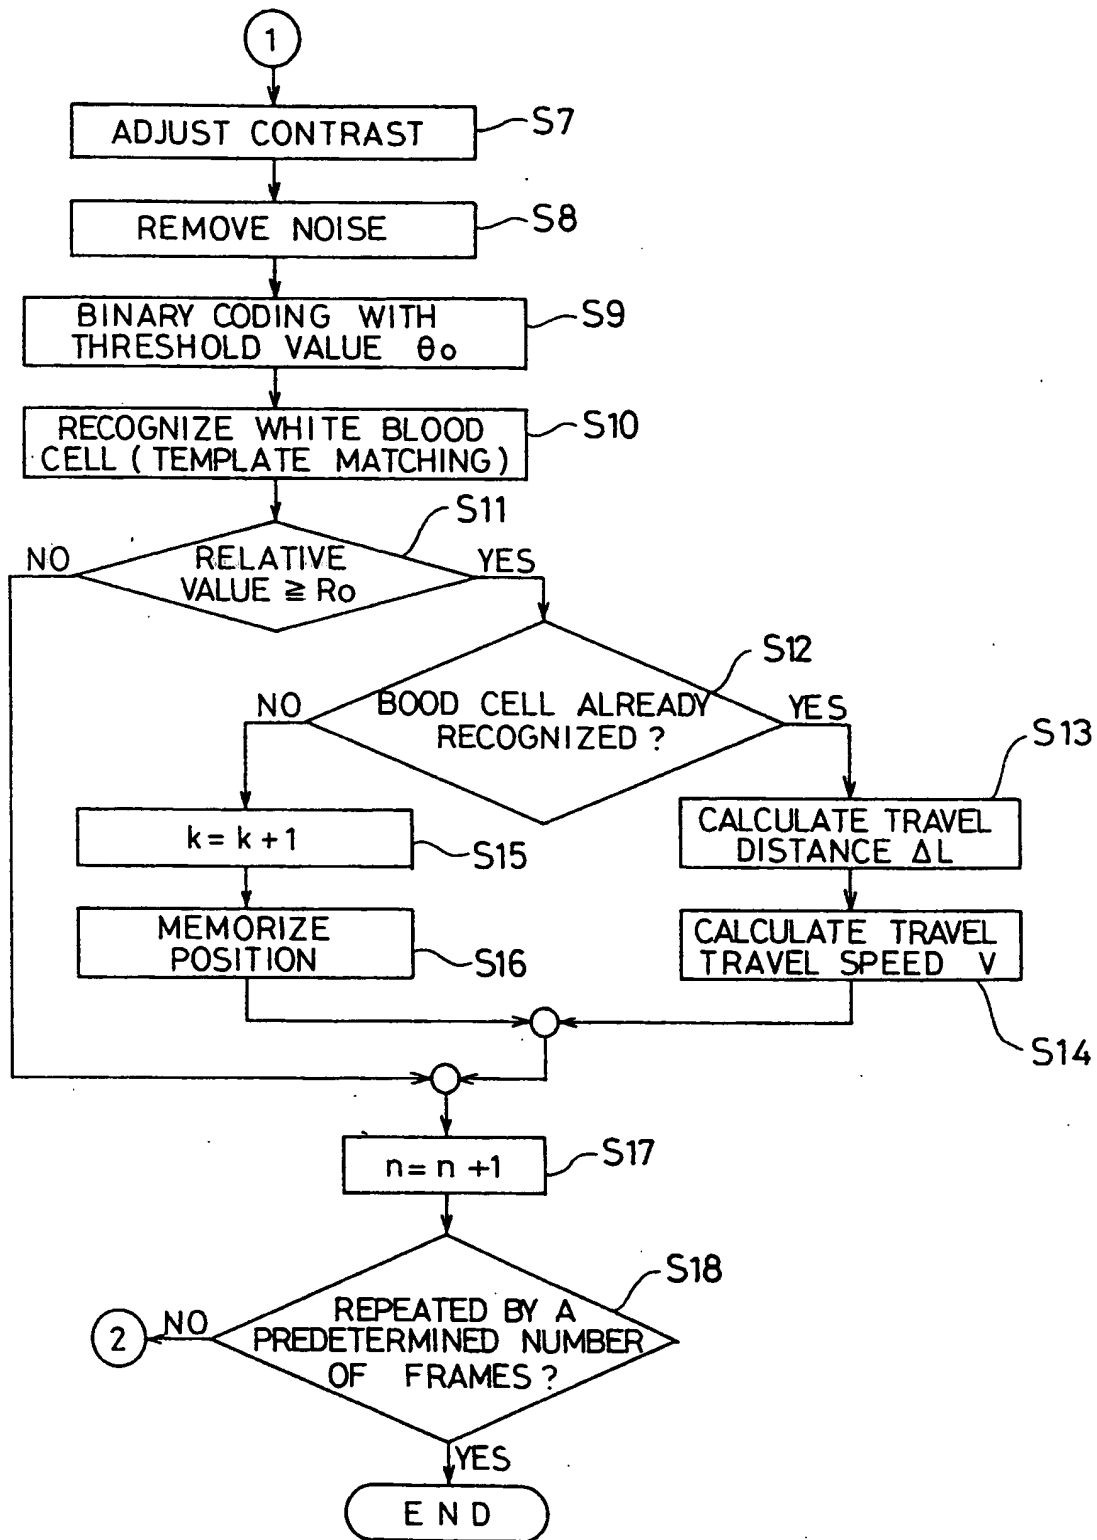 1
ADJUST CONTRAST
S7
REMOVE NOISE
S8
BINARY CODING WITH
THRESHOLD VALUE θo
S9
RECOGNIZE WHITE BLOOD
CELL (TEMPLATE MATCHING)
S10
S11
NO
RELATIVE
VALUE ≧ Ro
YES
S12
NO
BOOD CELL ALREADY
RECOGNIZED?
YES
S13
k = k + 1
S15
CALCULATE TRAVEL
DISTANCE ΔL
MEMORIZE
POSITION
S16
CALCULATE TRAVEL
TRAVEL SPEED V
S14
n = n + 1
S17
S18
2
NO
REPEATED BY A
PREDETERMINED NUMBER
OF FRAMES?
YES
END